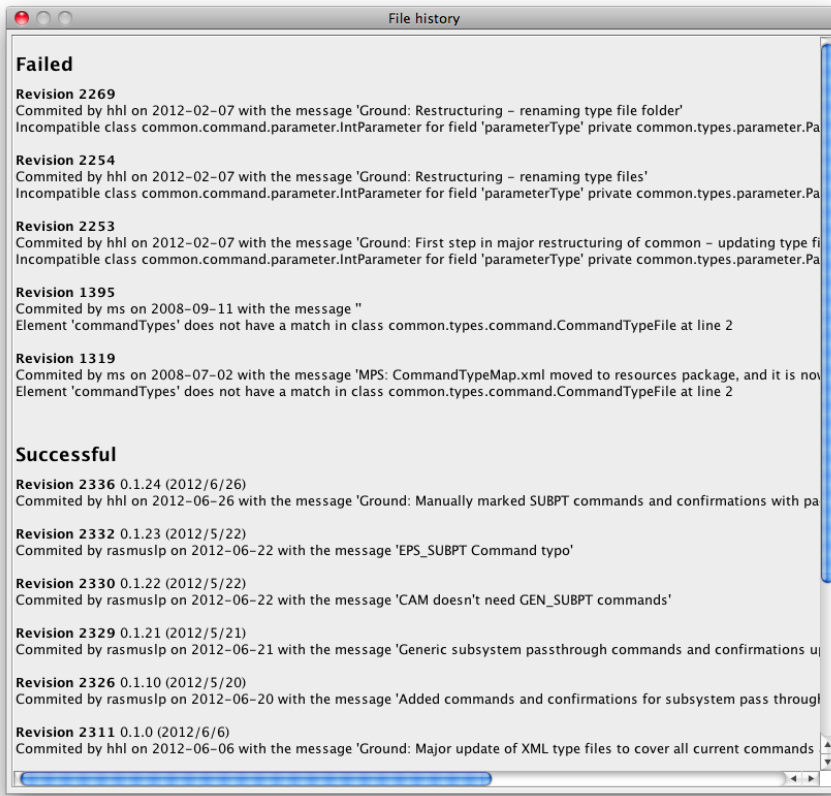 File history
Failed
Revision 2269
Commited by hhl on 2012-02-07 with the message 'Ground: Restructuring – renaming type file folder'
Incompatible class common.command.parameter.IntParameter for field 'parameterType' private common.types.parameter.Pa
Revision 2254
Commited by hhl on 2012-02-07 with the message 'Ground: Restructuring – renaming type files'
Incompatible class common.command.parameter.IntParameter for field 'parameterType' private common.types.parameter.Pa
Revision 2253
Commited by hhl on 2012-02-07 with the message 'Ground: First step in major restructuring of common – updating type fi
Incompatible class common.command.parameter.IntParameter for field 'parameterType' private common.types.parameter.Pa
Revision 1395
Commited by ms on 2008-09-11 with the message ''
Element 'commandTypes' does not have a match in class common.types.command.CommandTypeFile at line 2
Revision 1319
Commited by ms on 2008-07-02 with the message 'MPS: CommandTypeMap.xml moved to resources package, and it is nov
Element 'commandTypes' does not have a match in class common.types.command.CommandTypeFile at line 2
Successful
Revision 2336 0.1.24 (2012/6/26)
Commited by hhl on 2012-06-26 with the message 'Ground: Manually marked SUBPT commands and confirmations with pa
Revision 2332 0.1.23 (2012/5/22)
Commited by rasmuslp on 2012-06-22 with the message 'EPS_SUBPT Command typo'
Revision 2330 0.1.22 (2012/5/22)
Commited by rasmuslp on 2012-06-22 with the message 'CAM doesn't need GEN_SUBPT commands'
Revision 2329 0.1.21 (2012/5/21)
Commited by rasmuslp on 2012-06-21 with the message 'Generic subsystem passthrough commands and confirmations u
Revision 2326 0.1.10 (2012/5/20)
Commited by rasmuslp on 2012-06-20 with the message 'Added commands and confirmations for subsystem pass through
Revision 2311 0.1.0 (2012/6/6)
Commited by hhl on 2012-06-06 with the message 'Ground: Major update of XML type files to cover all current commands